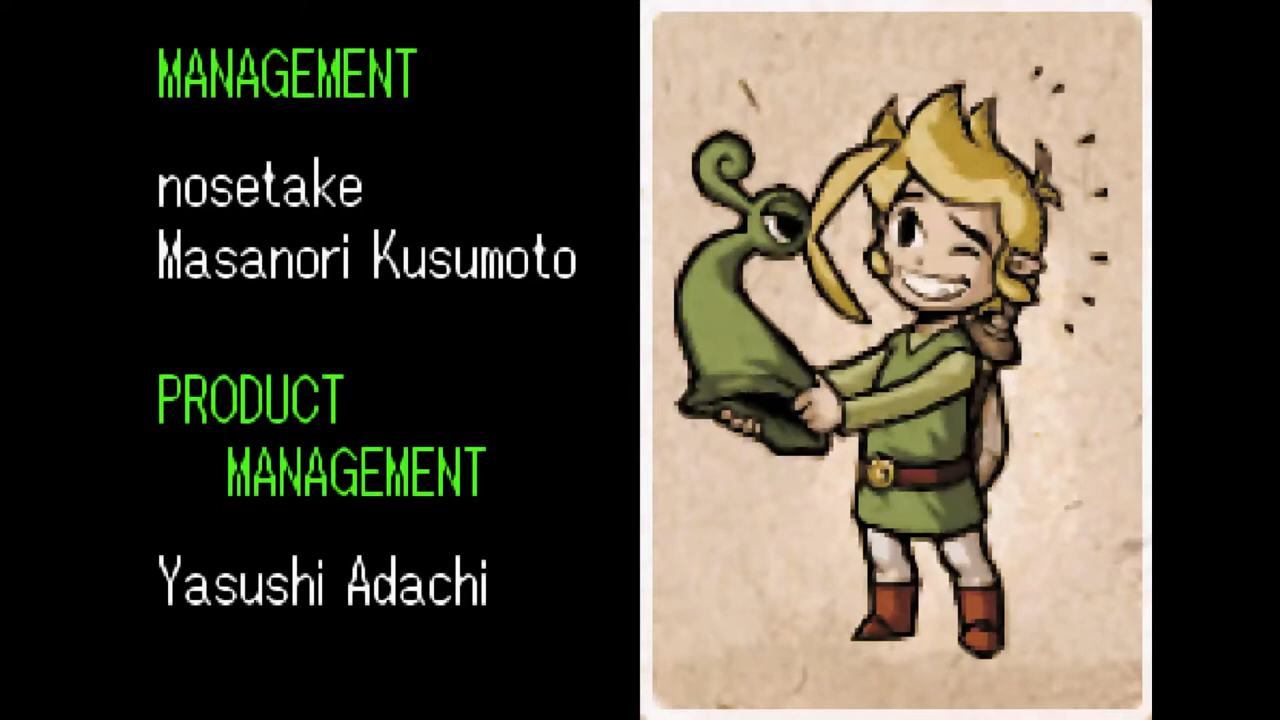 MANAGEMENT
nosetake
Masanori Kusumoto
PRODUCT
MANAGEMENT
Yasushi Adachi